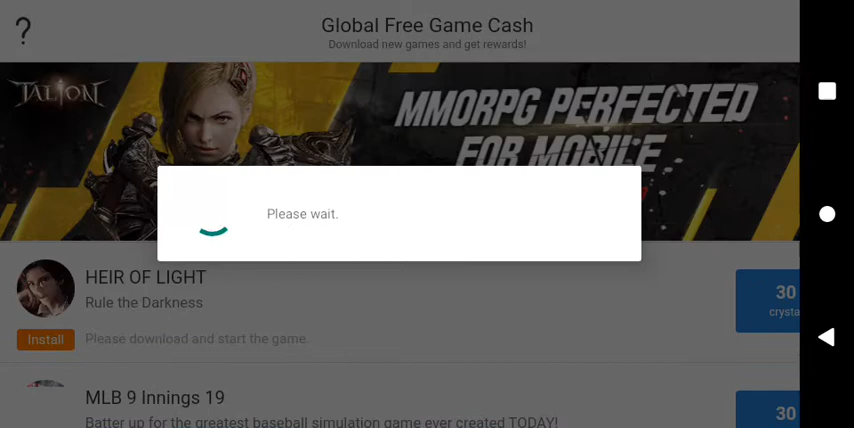 ?
Global Free Game Cash
Download new games and get rewards!
TALION
MMORPG PERFECTED
FOR MOBILE
Please wait.
HEIR OF LIGHT
Rule the Darkness
30
crysta
Install
Please download and start the game.
MLB 9 Innings 19
Batter up for the greatest baseball simulation game ever created TODAY!
30